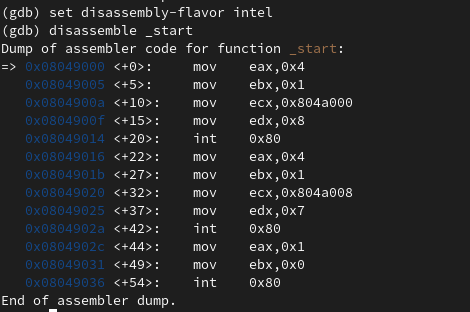 (gdb) set disassembly-flavor intel
(gdb) disassemble _start
Dump of assembler code for function _start:
=> 0x08049000 <+0>:     mov    eax,0x4
   0x08049005 <+5>:     mov    ebx,0x1
   0x0804900a <+10>:    mov    ecx,0x804a000
   0x0804900f <+15>:    mov    edx,0x8
   0x08049014 <+20>:    int    0x80
   0x08049016 <+22>:    mov    eax,0x4
   0x0804901b <+27>:    mov    ebx,0x1
   0x08049020 <+32>:    mov    ecx,0x804a008
   0x08049025 <+37>:    mov    edx,0x7
   0x0804902a <+42>:    int    0x80
   0x0804902c <+44>:    mov    eax,0x1
   0x08049031 <+49>:    mov    ebx,0x0
   0x08049036 <+54>:    int    0x80
End of assembler dump.